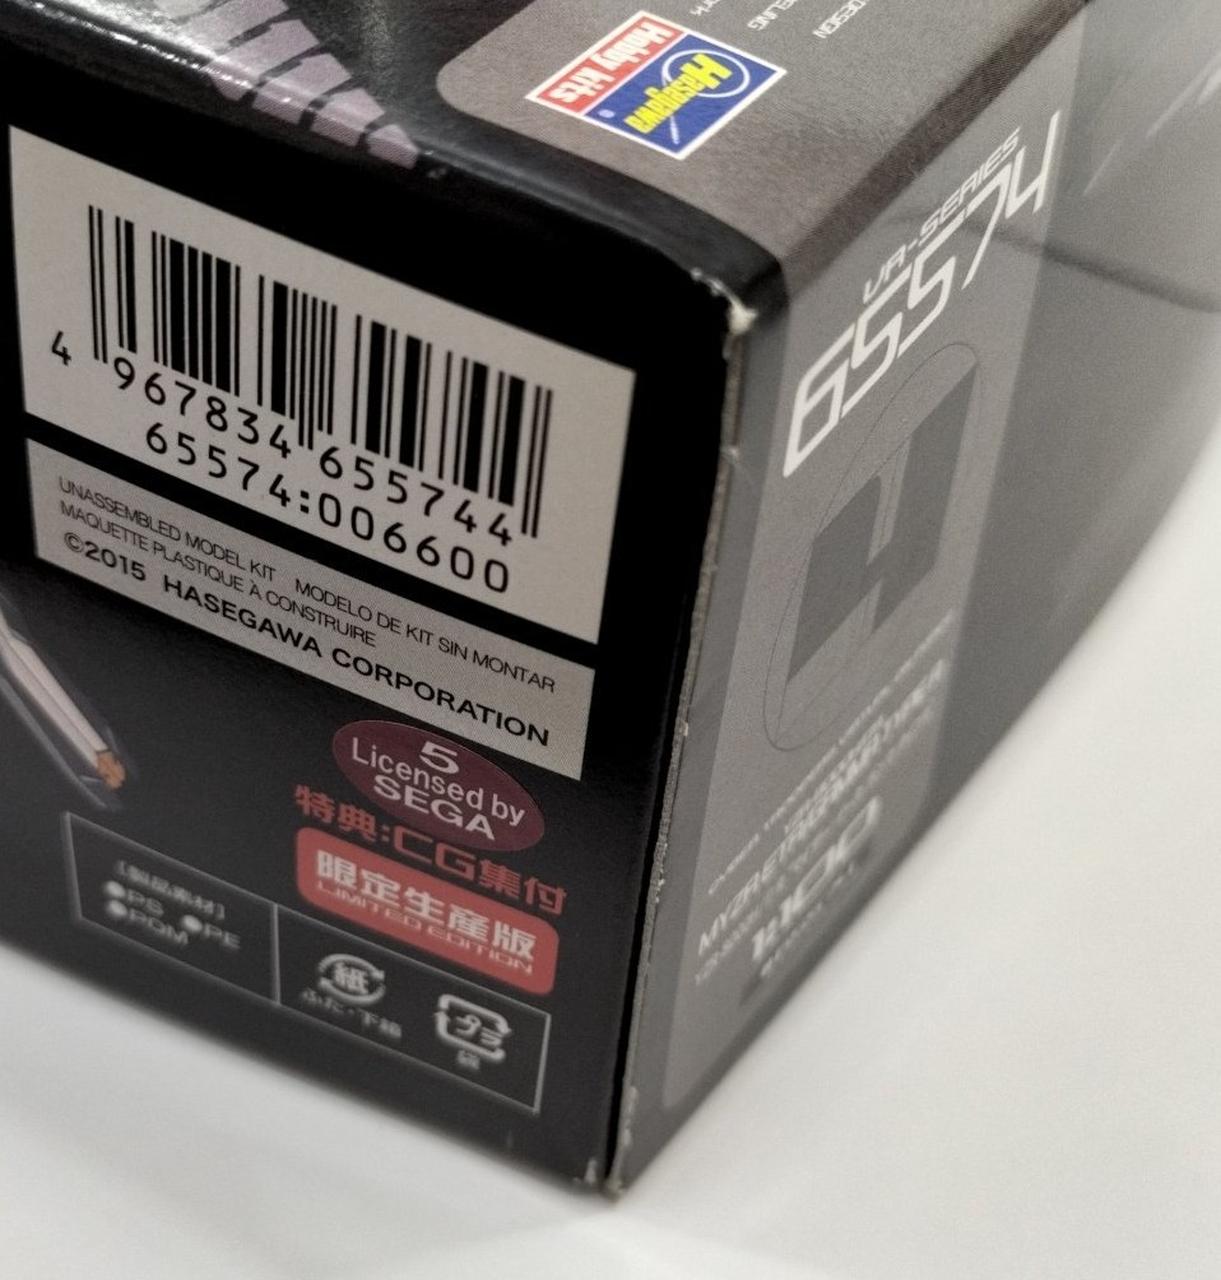 DESIGN
Hasegawa
Hobby kits
VR-SERIES
65574
4 967834 655744
65574:006600
UNASSEMBLED MODEL KIT MODELO DE KIT SIN MONTAR
MAQUETTE PLASTIQUE À CONSTRUIRE
©2015 HASEGAWA CORPORATION
5
Licensed by
SEGA
特典:CG集付
限定生産版
LIMITED EDITION
[製品素材]
●PS ●PE
●POM
紙
ふた・下箱
プラ
袋
1:100